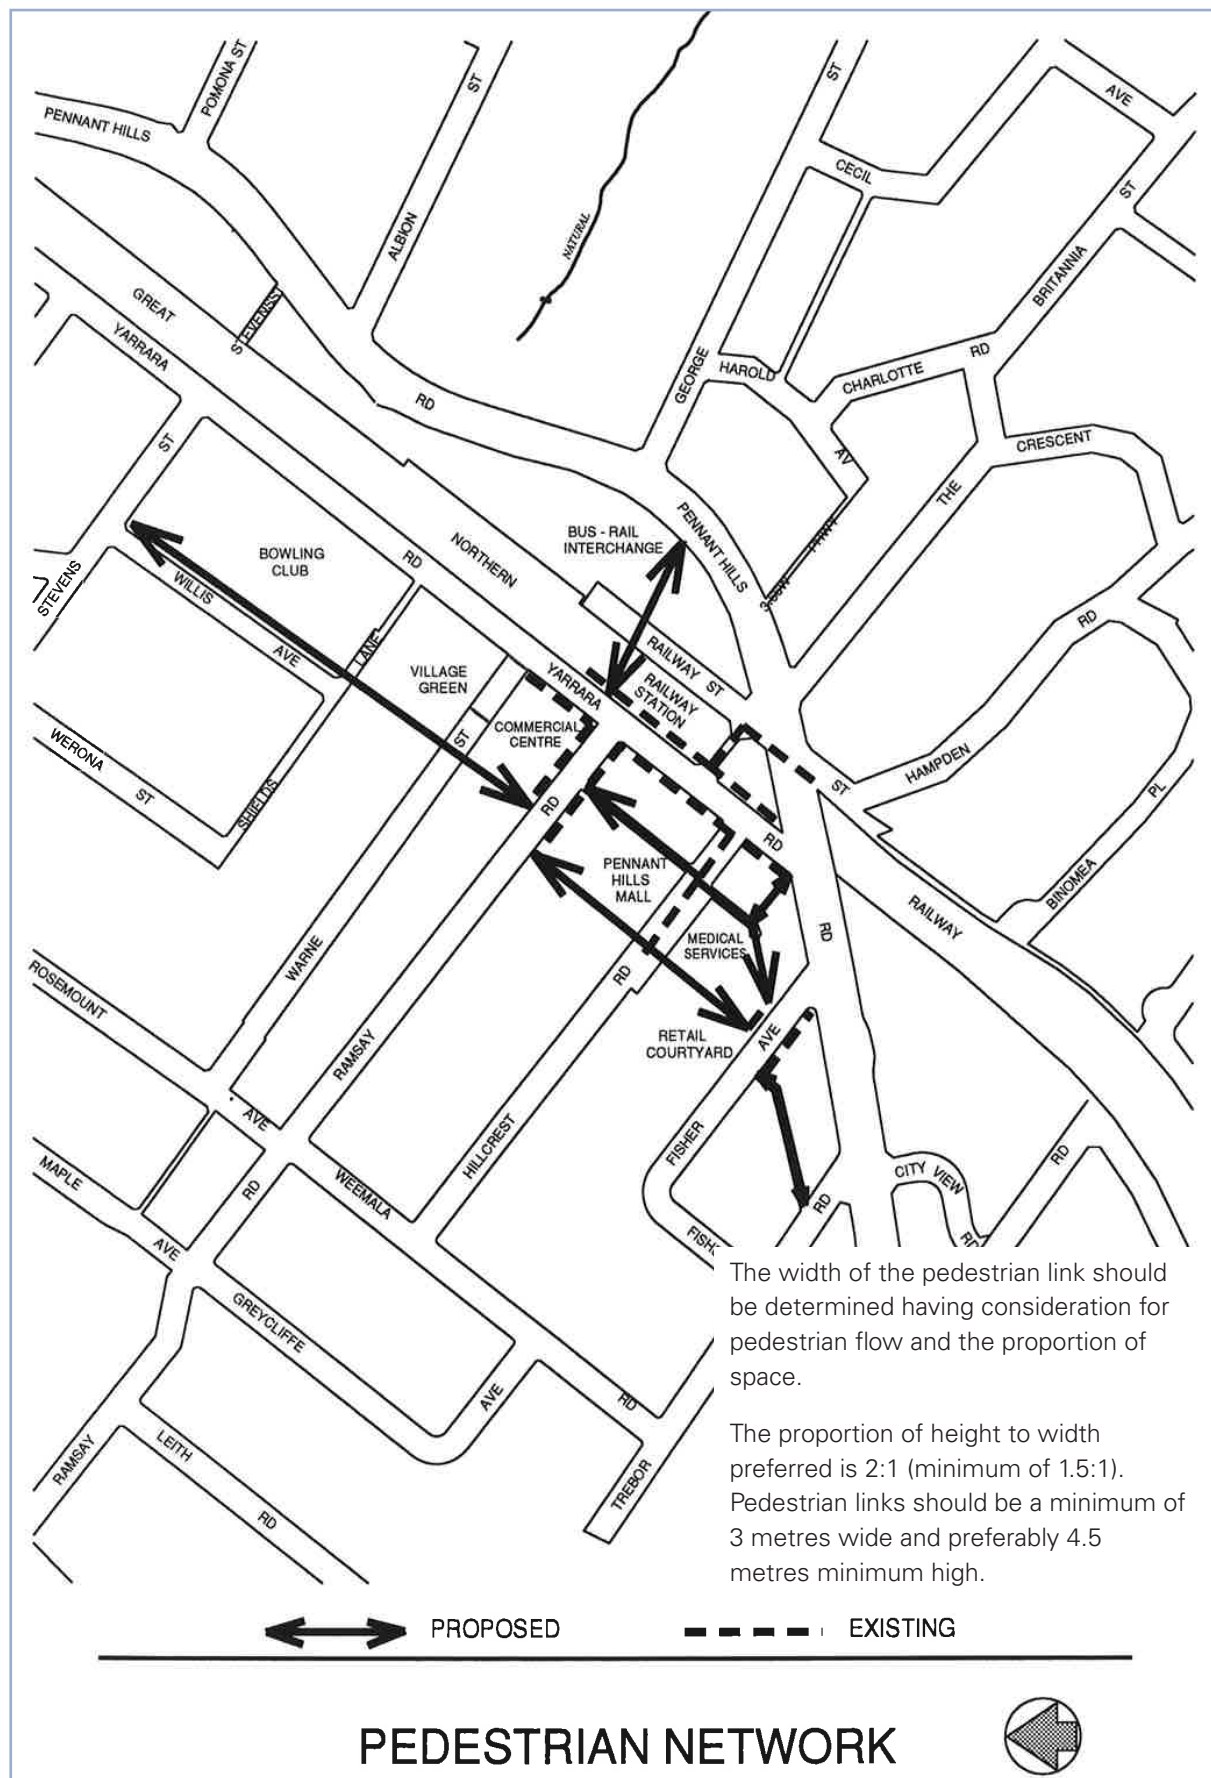 POMONA ST
PENNANT HILLS
ST
ALBION
NATURAL
ST
CECIL
AVE
ST
BRITANNIA
GREAT
STEVENSS
YARRARA
RD
GEORGE
HAROLD
CHARLOTTE
RD
AV
CRESCENT
THE
ST
PENNANT HILLS
BUS - RAIL
INTERCHANGE
NORTHERN
RD
BOWLING
CLUB
STEVENS
WILLIS
AVE
LANE
RAILWAY ST
RAILWAY
STATION
YARRARA
VILLAGE
GREEN
COMMERCIAL
CENTRE
ST
RD
WERONA
ST
SHIELDS
RD
HAMPDEN
ST
PL
BINOMEA
RD
PENNANT
HILLS
MALL
RAILWAY
RD
MEDICAL
SERVICES
RD
WARNE
ROSEMOUNT
RAMSAY
RETAIL
COURTYARD
AVE
AVE
HILLCREST
FISHER
MAPLE
AVE
RD
WEEMALA
CITY VIEW
RD
RD
RD
GREYCLIFFE
AVE
RD
RAMSAY
LEITH
RD
TREBOR
The width of the pedestrian link should
be determined having consideration for
pedestrian flow and the proportion of
space.
The proportion of height to width
preferred is 2:1 (minimum of 1.5:1).
Pedestrian links should be a minimum of
3 metres wide and preferably 4.5
metres minimum high.
PROPOSED
EXISTING
PEDESTRIAN NETWORK